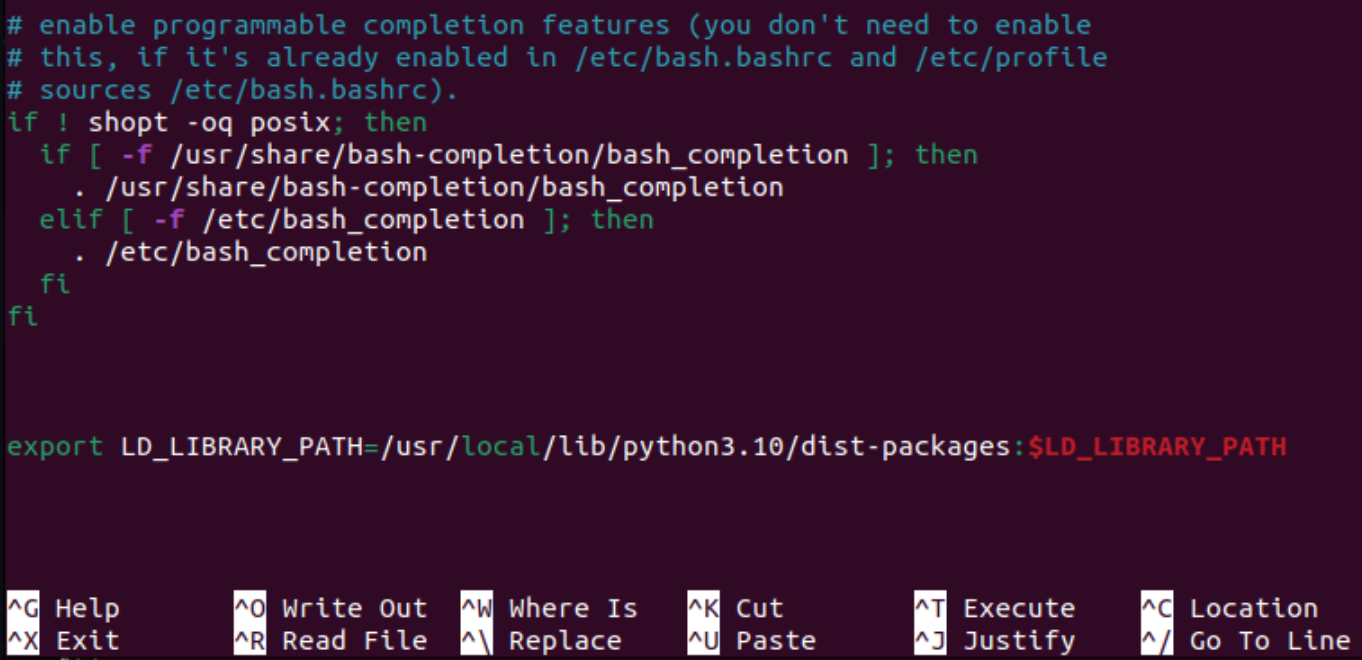 # enable programmable completion features (you don't need to enable
# this, if it's already enabled in /etc/bash.bashrc and /etc/profile
# sources /etc/bash.bashrc).
if ! shopt -oq posix; then
  if [ -f /usr/share/bash-completion/bash_completion ]; then
    . /usr/share/bash-completion/bash_completion
  elif [ -f /etc/bash_completion ]; then
    . /etc/bash_completion
  fi
fi
export LD_LIBRARY_PATH=/usr/local/lib/python3.10/dist-packages:$LD_LIBRARY_PATH
^G Help ^O Write Out ^W Where Is ^K Cut ^T Execute ^C Location
^X Exit ^R Read File ^\ Replace ^U Paste ^J Justify ^/ Go To Line